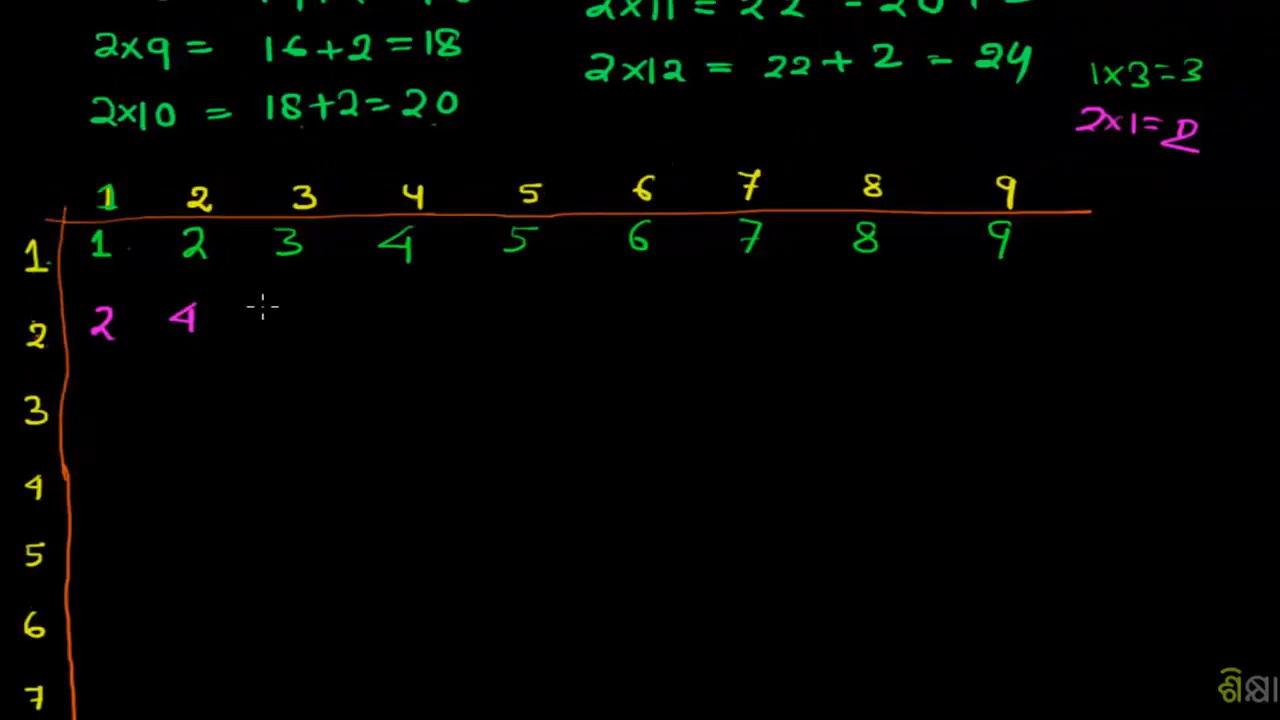 2x9 = 16+2=18
2x10 = 18+2=20
2x11 = 22
2x12 = 22+2 = 24
1x3=3
2x1=2
1 2 3 4 5 6 7 8 9
1. 1 2 3 4 5 6 7 8 9
2 2 4
3
4
5
6
7
ଶିକ୍ଷା